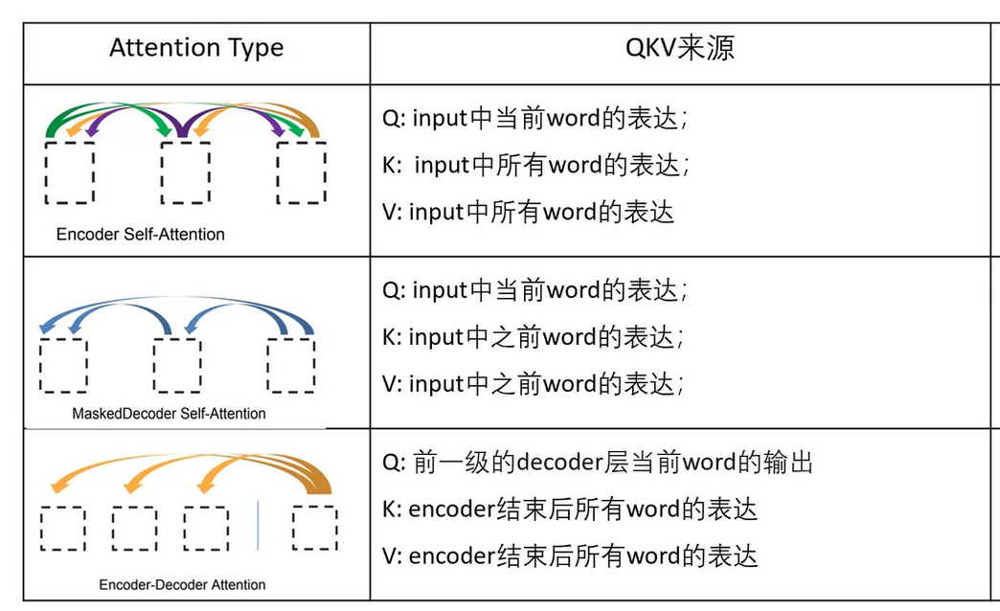 Attention Type
QKV来源
Q: input中当前word的表达；
K: input中所有word的表达；
V: input中所有word的表达
Encoder Self-Attention
Q: input中当前word的表达；
K: input中之前word的表达；
V: input中之前word的表达；
MaskedDecoder Self-Attention
Q: 前一级的decoder层当前word的输出
K: encoder结束后所有word的表达
V: encoder结束后所有word的表达
Encoder-Decoder Attention